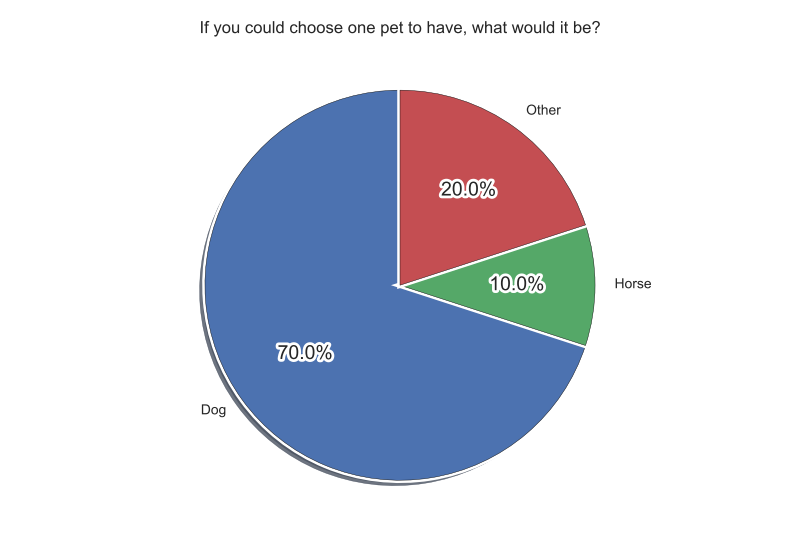 If you could choose one pet to have, what would it be?
Other
20.0%
Horse
10.0%
70.0%
Dog